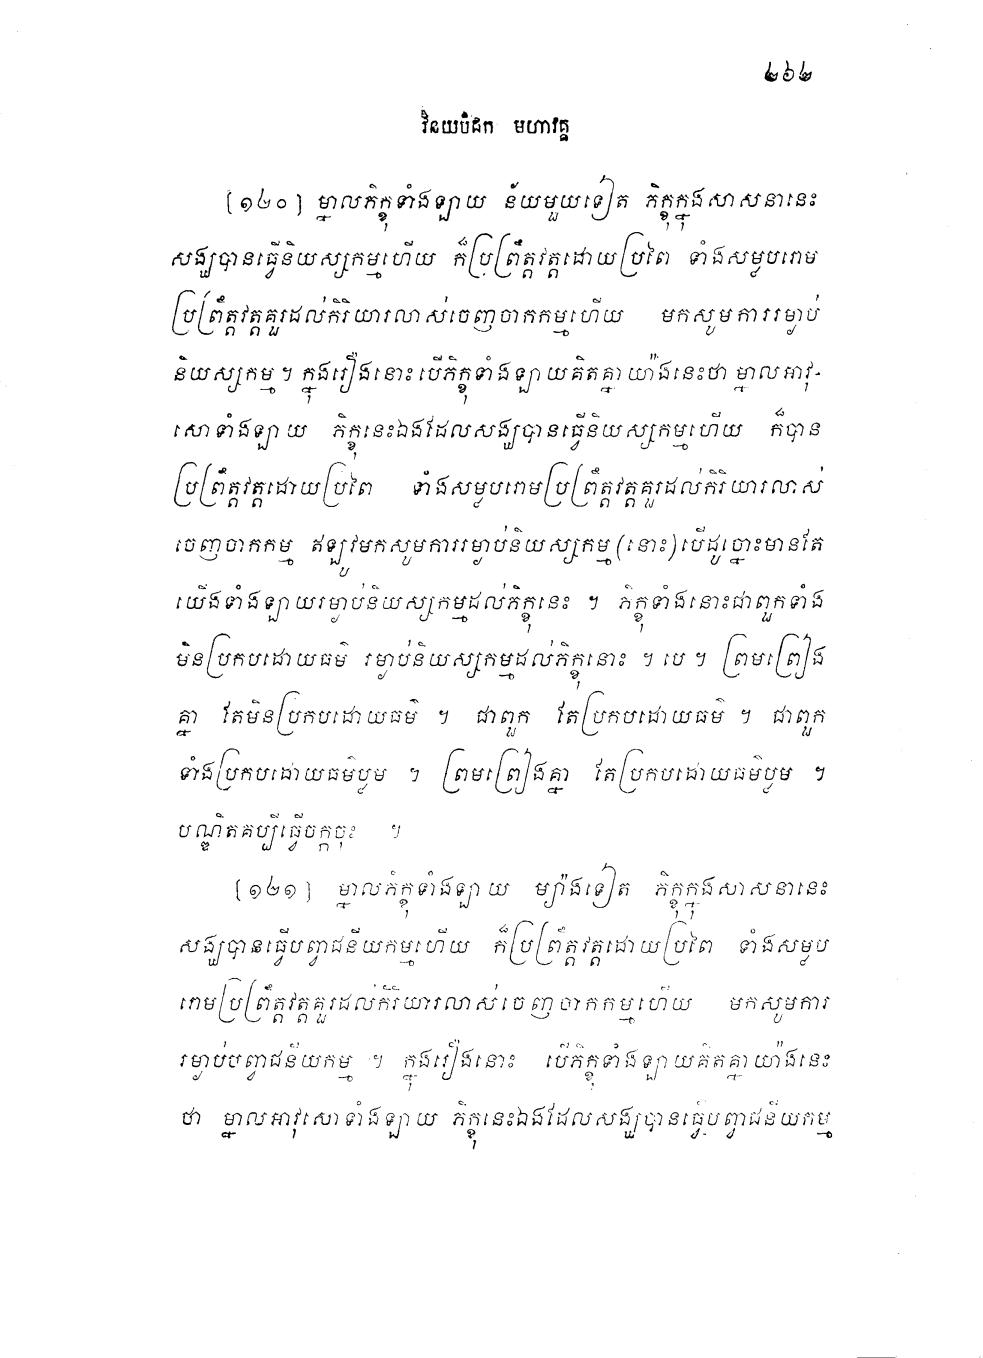 ២៦២
វិនយបិដក មហាវគ្គ
[១២០] ម្នាលភិក្ខុទាំងឡាយ ន័យមួយទៀត ភិក្ខុក្នុងសាសនានេះ
សង្ឃបានធ្វើនិយស្សកម្មហើយ ក៏ប្រព្រឹត្តវត្តដោយប្រពៃ ទាំងសម្លបរោម
ប្រព្រឹត្តវត្តគួរដល់កិរិយារលាស់ចេញចាកកម្មហើយ មកសូមការរម្ងាប់
និយស្សកម្ម ។ ក្នុងរឿងនោះ បើភិក្ខុទាំងឡាយគិតគ្នាយ៉ាងនេះថា ម្នាលអាវុ-
សោទាំងឡាយ ភិក្ខុនេះឯងដែលសង្ឃបានធ្វើនិយស្សកម្មហើយ ក៏បាន
ប្រព្រឹត្តវត្តដោយប្រពៃ ទាំងសម្លបរោមប្រព្រឹត្តវត្តគួរដល់កិរិយារលាស់
ចេញចាកកម្ម ឥឡូវមកសូមការរម្ងាប់និយស្សកម្ម (នោះ) បើដូច្នោះមានតែ
យើងទាំងឡាយរម្ងាប់និយស្សកម្មដល់ភិក្ខុនេះ ។ ភិក្ខុទាំងនោះជាពួកទាំង
មិនប្រកបដោយធម៌ រម្ងាប់និយស្សកម្មដល់ភិក្ខុនោះ ។ បេ ។ ព្រមព្រៀង
គ្នា តែមិនប្រកបដោយធម៌ ។ ជាពួក តែប្រកបដោយធម៌ ។ ជាពួក
ទាំងប្រកបដោយធម៌ប្លម ។ ព្រមព្រៀងគ្នា តែប្រកបដោយធម៌ប្លម ។
បណ្ឌិតគប្បីធ្វើចក្កចុះ ។
[១២១] ម្នាលភិក្ខុទាំងឡាយ ម្យ៉ាងទៀត ភិក្ខុក្នុងសាសនានេះ
សង្ឃបានធ្វើបព្វាជនីយកម្មហើយ ក៏ប្រព្រឹត្តវត្តដោយប្រពៃ ទាំងសម្លប
រោមប្រព្រឹត្តវត្តគួរដល់កិរិយារលាស់ចេញចាកកម្មហើយ មកសូមការ
រម្ងាប់បព្វាជនីយកម្ម ។ ក្នុងរឿងនោះ បើភិក្ខុទាំងឡាយគិតគ្នាយ៉ាងនេះ
ថា ម្នាលអាវុសោទាំងឡាយ ភិក្ខុនេះឯងដែលសង្ឃបានធ្វើបព្វាជនីយកម្ម